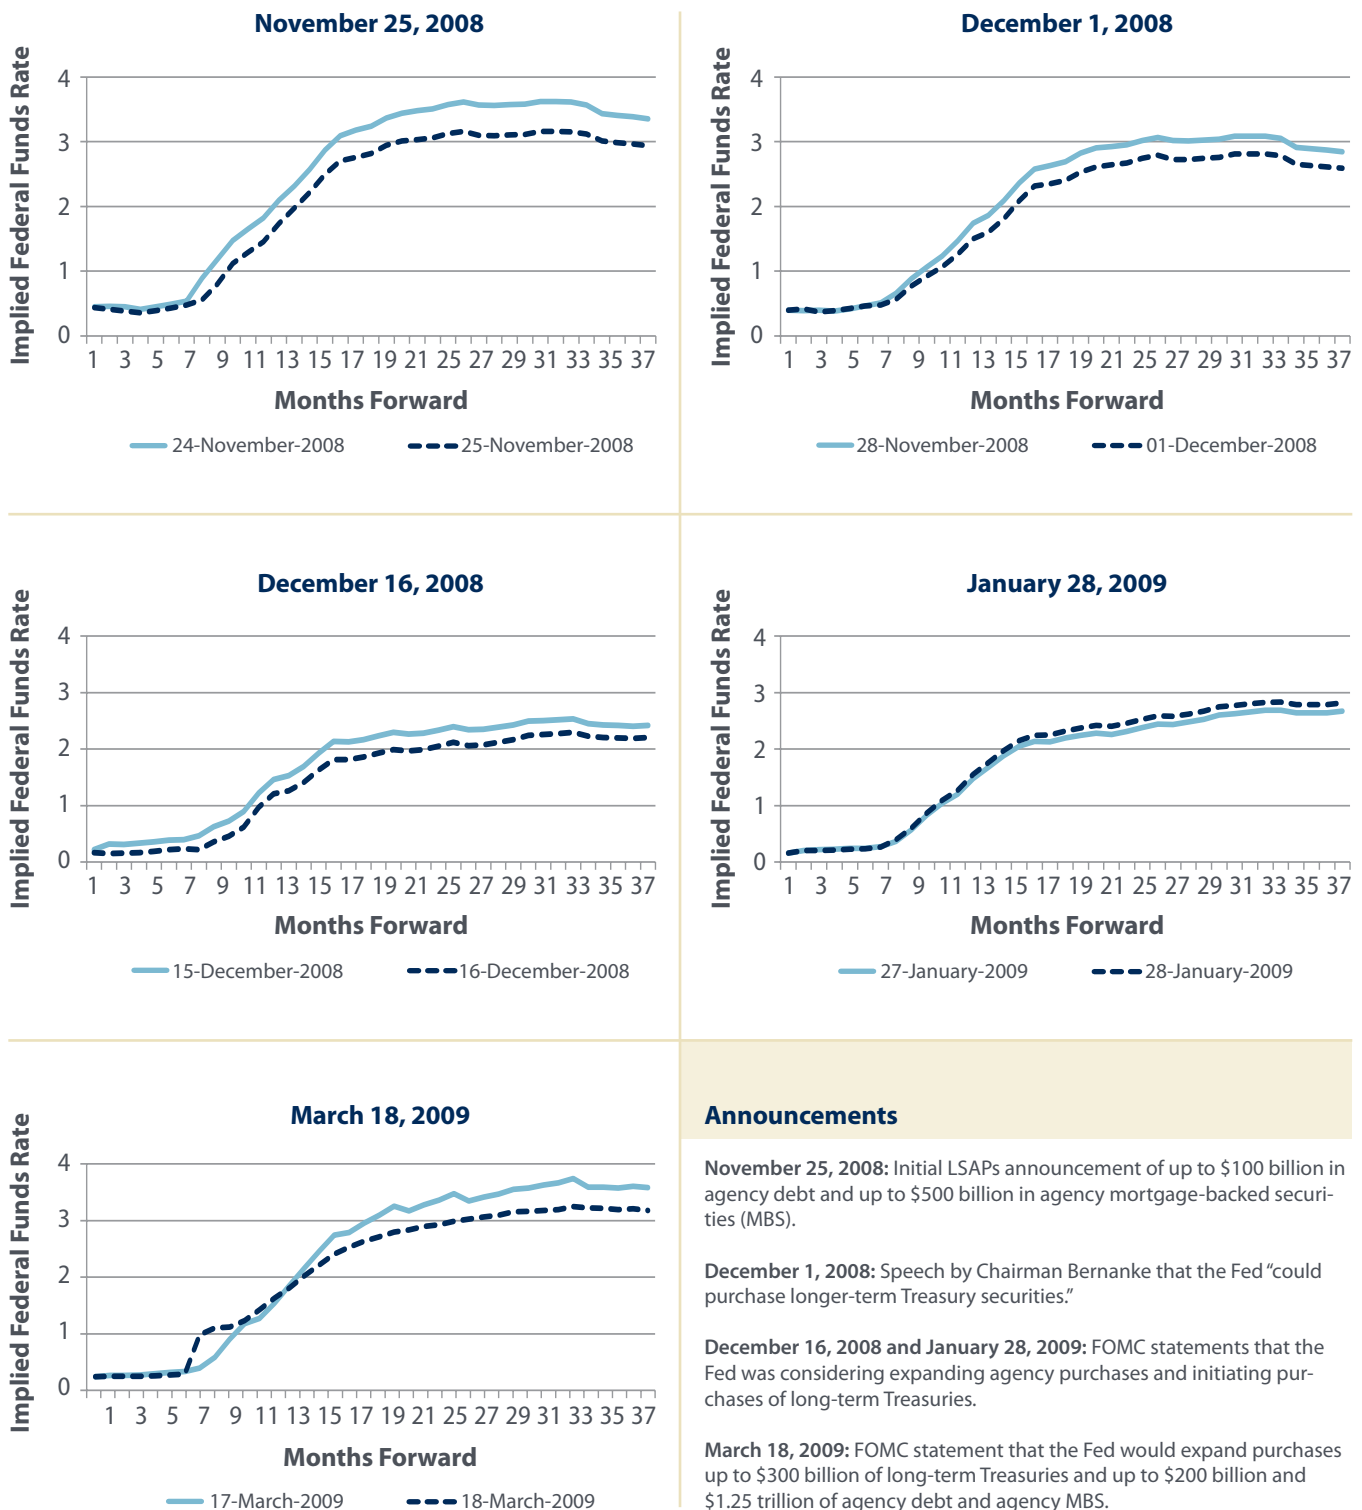 November 25, 2008
Implied Federal Funds Rate
4
3
2
1
0
1 3 5 7 9 11 13 15 17 19 21 23 25 27 29 31 33 35 37
Months Forward
24-November-2008 25-November-2008
December 1, 2008
Implied Federal Funds Rate
4
3
2
1
0
1 3 5 7 9 11 13 15 17 19 21 23 25 27 29 31 33 35 37
Months Forward
28-November-2008 01-December-2008
December 16, 2008
Implied Federal Funds Rate
4
3
2
1
0
1 3 5 7 9 11 13 15 17 19 21 23 25 27 29 31 33 35 37
Months Forward
15-December-2008 16-December-2008
January 28, 2009
Implied Federal Funds Rate
4
3
2
1
0
1 3 5 7 9 11 13 15 17 19 21 23 25 27 29 31 33 35 37
Months Forward
27-January-2009 28-January-2009
March 18, 2009
Implied Federal Funds Rate
4
3
2
1
0
1 3 5 7 9 11 13 15 17 19 21 23 25 27 29 31 33 35 37
Months Forward
17-March-2009 18-March-2009
Announcements
November 25, 2008: Initial LSAPs announcement of up to $100 billion in
agency debt and up to $500 billion in agency mortgage-backed securi-
ties (MBS).
December 1, 2008: Speech by Chairman Bernanke that the Fed “could
purchase longer-term Treasury securities.”
December 16, 2008 and January 28, 2009: FOMC statements that the
Fed was considering expanding agency purchases and initiating pur-
chases of long-term Treasuries.
March 18, 2009: FOMC statement that the Fed would expand purchases
up to $300 billion of long-term Treasuries and up to $200 billion and
$1.25 trillion of agency debt and agency MBS.